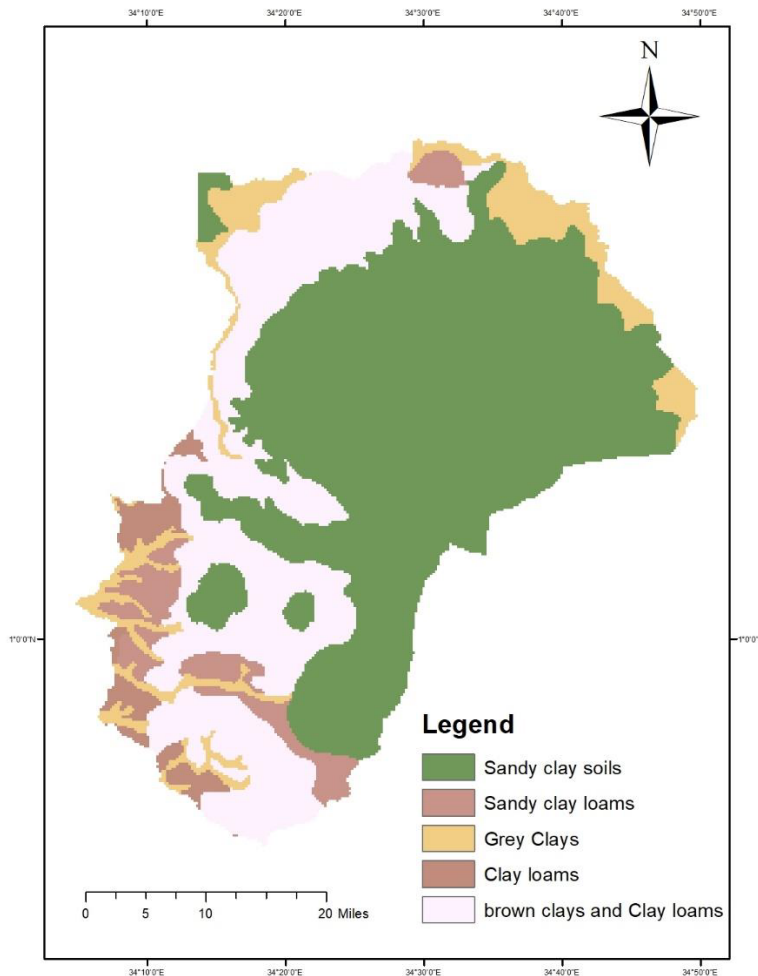 34°10'0"E 34°20'0"E 34°30'0"E 34°40'0"E 34°50'0"E
N
1°0'0"N 1°0'0"N
Legend
Sandy clay soils
Sandy clay loams
Grey Clays
Clay loams
brown clays and Clay loams
0 5 10 20 Miles
34°10'0"E 34°20'0"E 34°30'0"E 34°40'0"E 34°50'0"E